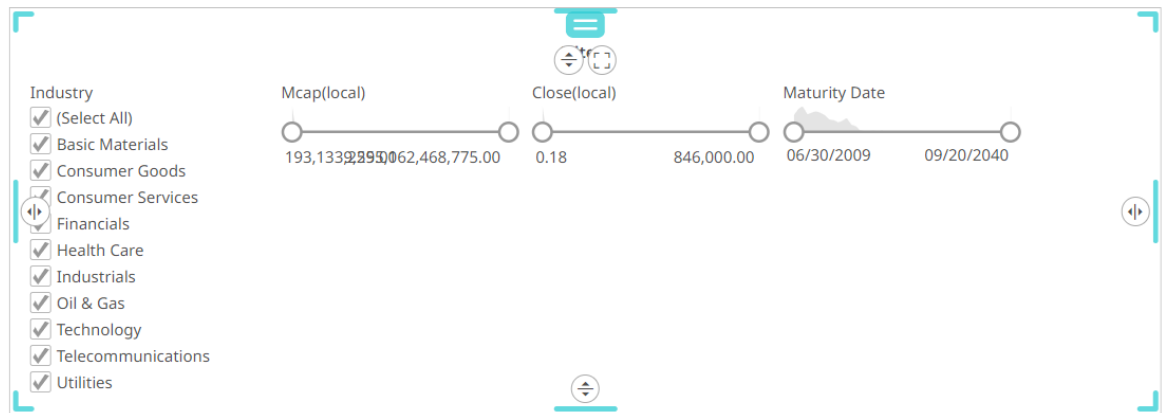 Industry
(Select All)
Basic Materials
Consumer Goods
Consumer Services
Financials
Health Care
Industrials
Oil & Gas
Technology
Telecommunications
Utilities
Mcap(local)
Close(local)
0.18 846,000.00
Maturity Date
06/30/2009 09/20/2040